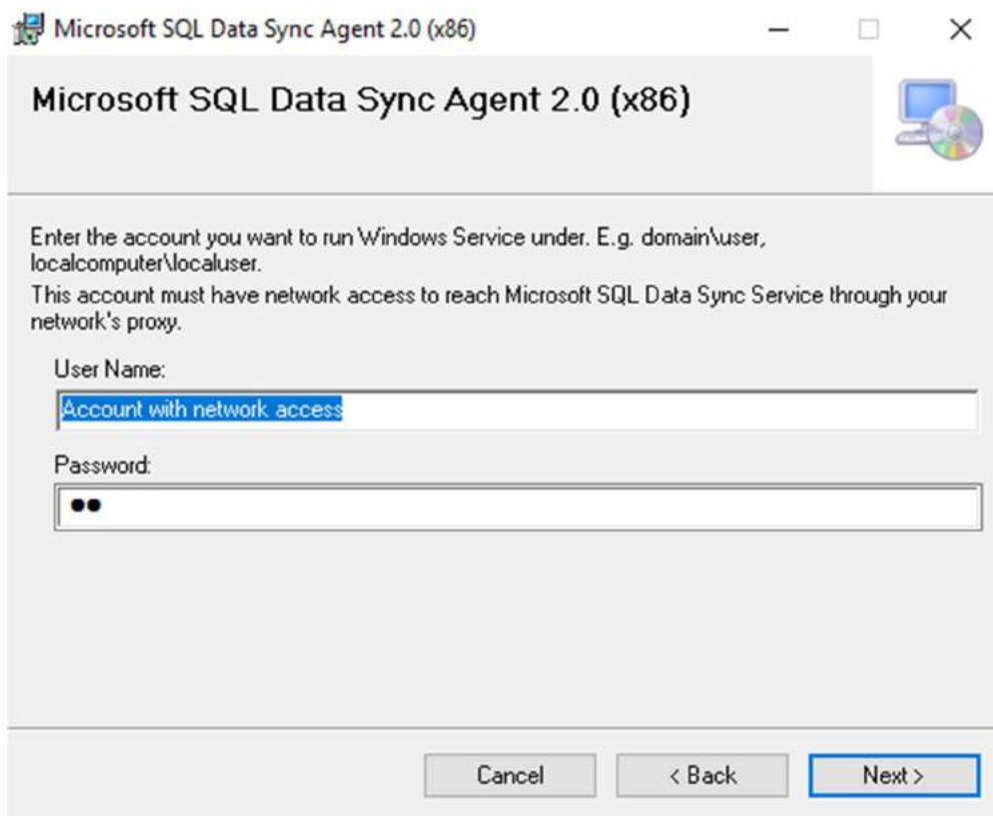 Microsoft SQL Data Sync Agent 2.0 (x86)
Microsoft SQL Data Sync Agent 2.0 (x86)
Enter the account you want to run Windows Service under. E.g. domain\user,
localcomputer\localuser.
This account must have network access to reach Microsoft SQL Data Sync Service through your
network's proxy.
User Name:
Account with network access
Password:
●●
Cancel
< Back
Next >